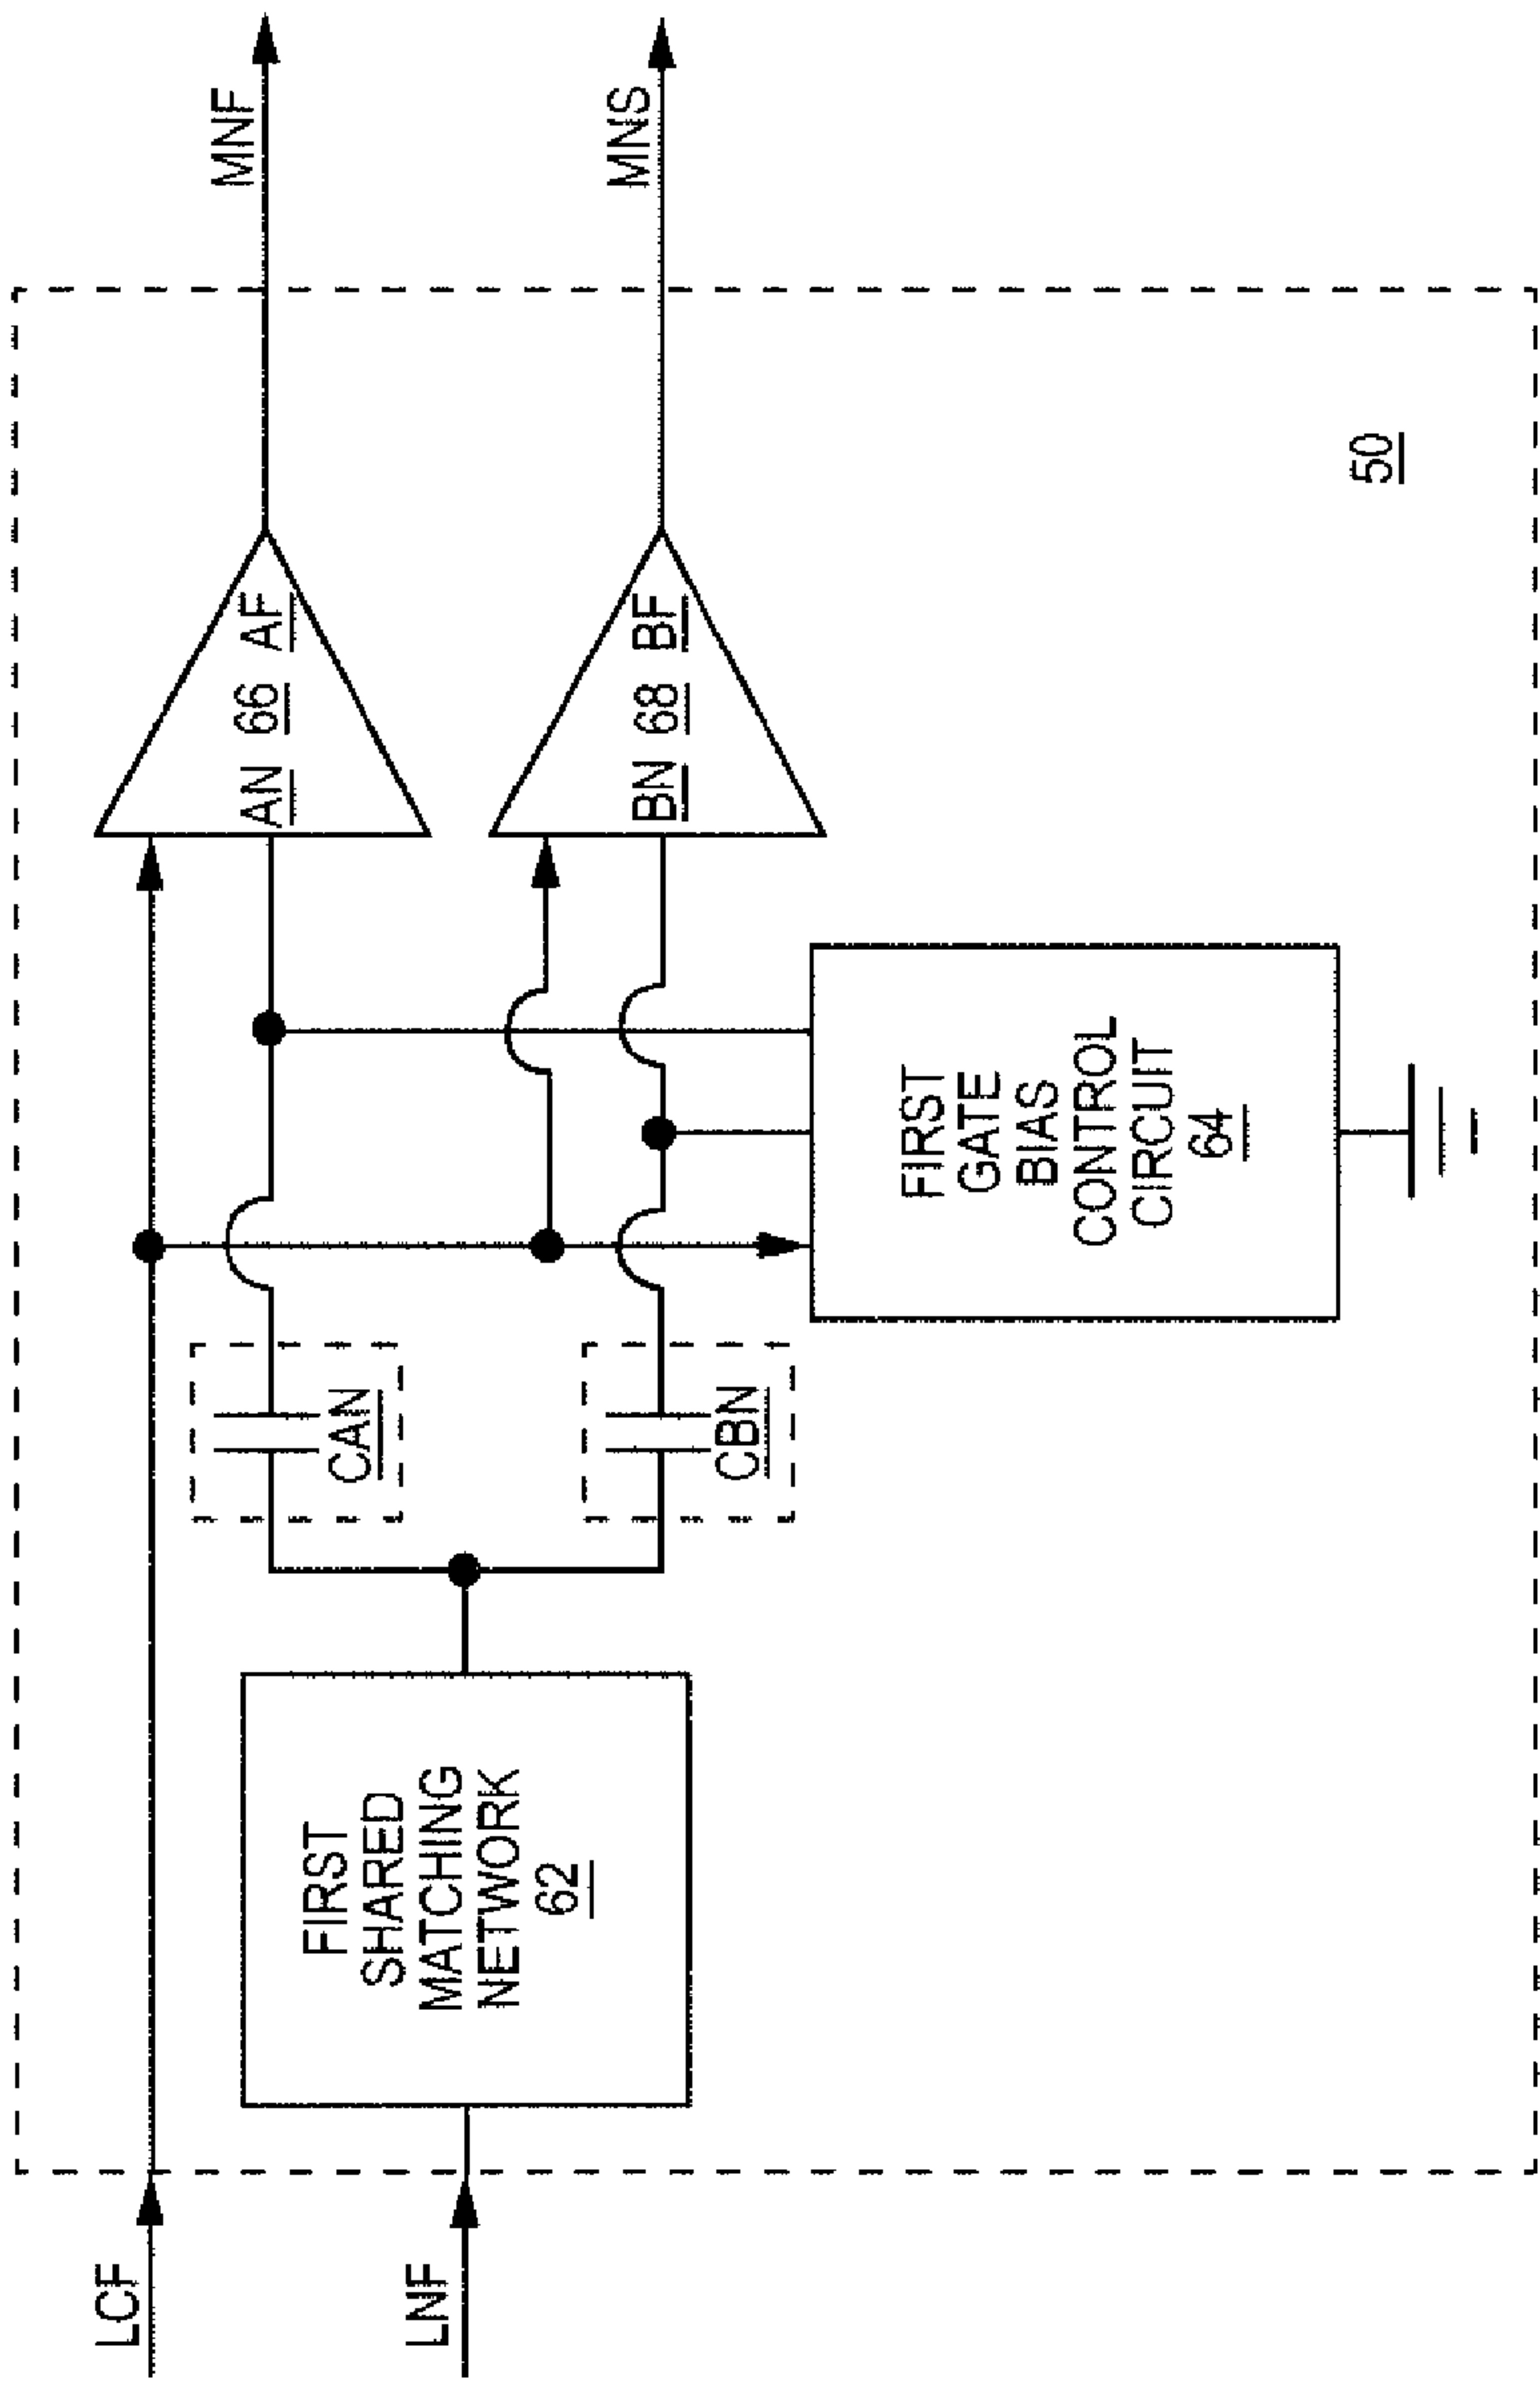 LCF
LNF
FIRST
SHARED
MATCHING
NETWORK
62
CAN
CBN
FIRST
GATE
BIAS
CONTROL
CIRCUIT
64
AN 66 AF
BN 68 BF
MNF
MNS
50